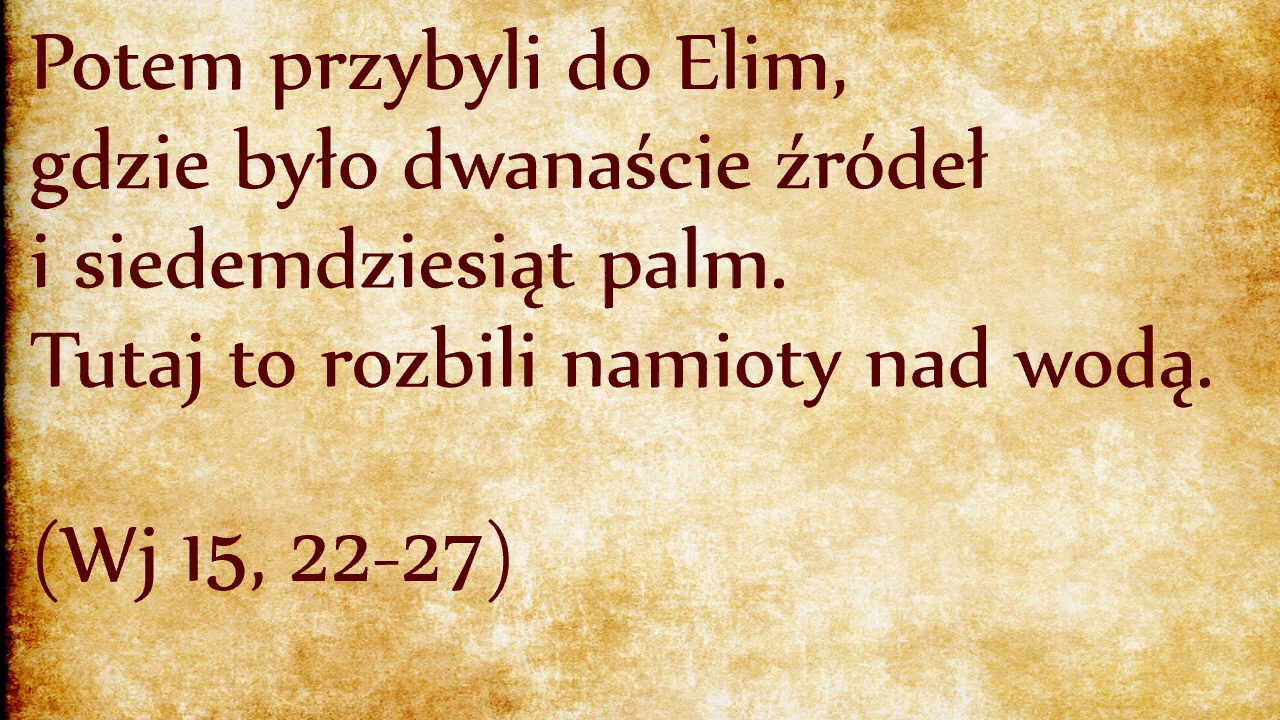 Potem przybyli do Elim,
gdzie było dwanaście źródeł
i siedemdziesiąt palm.
Tutaj to rozbili namioty nad wodą.
(Wj 15, 22-27)